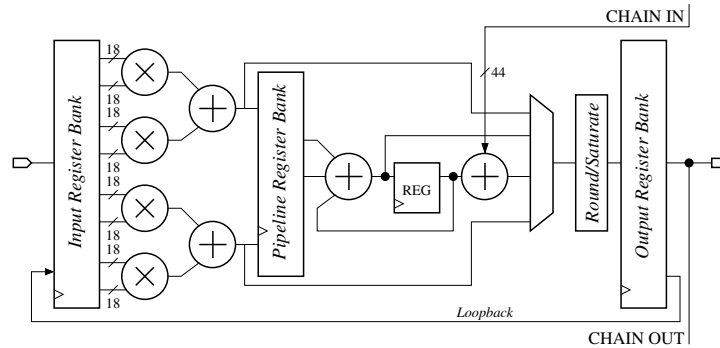 CHAIN IN
18
18
18
18
18
18
18
18
44
Input Register Bank
Pipeline Register Bank
REG
Round/Saturate
Output Register Bank
Loopback
CHAIN OUT